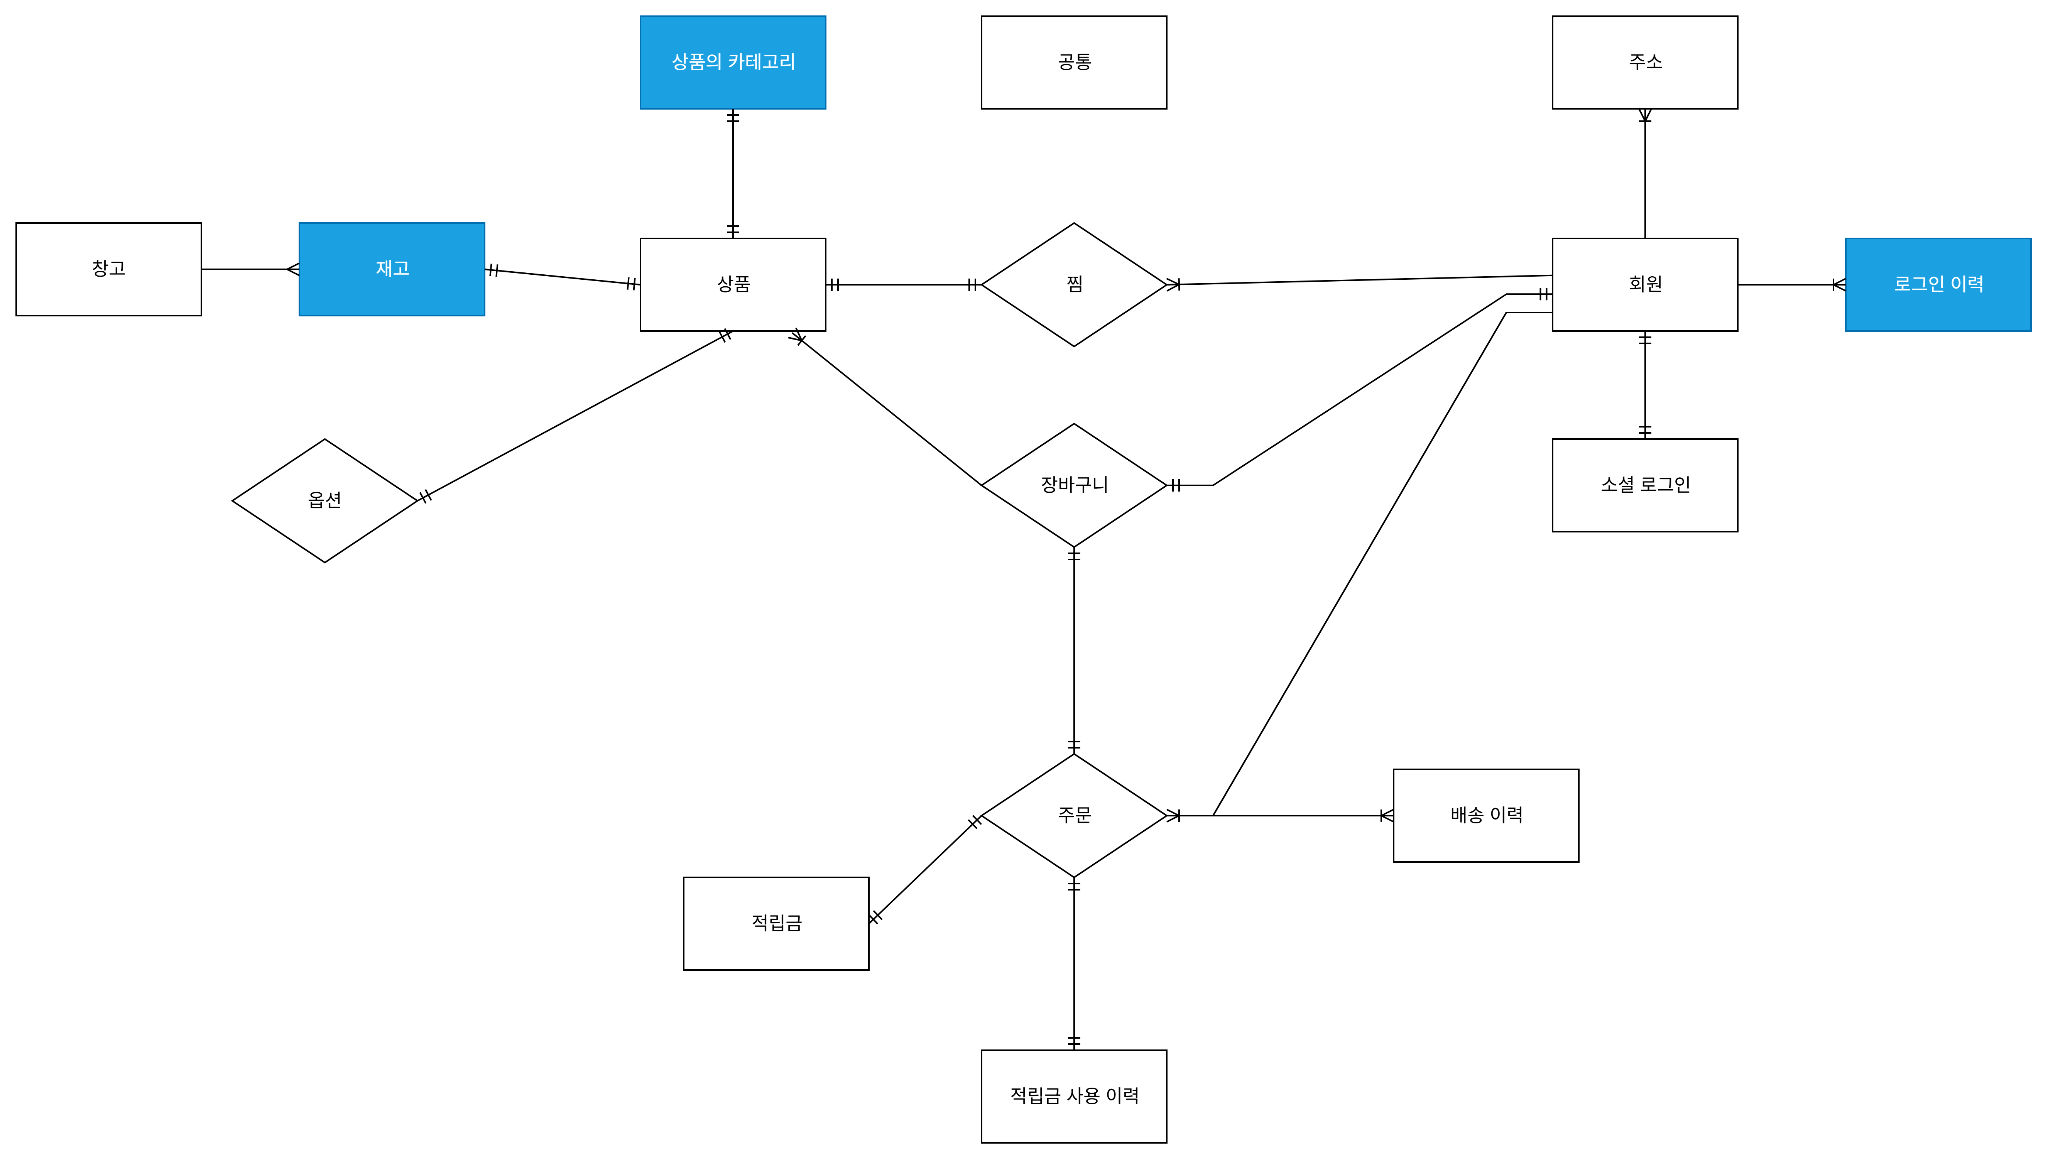 상품의 카테고리
공통
주소
창고
재고
상품
찜
회원
로그인 이력
옵션
장바구니
소셜 로그인
주문
배송 이력
적립금
적립금 사용 이력